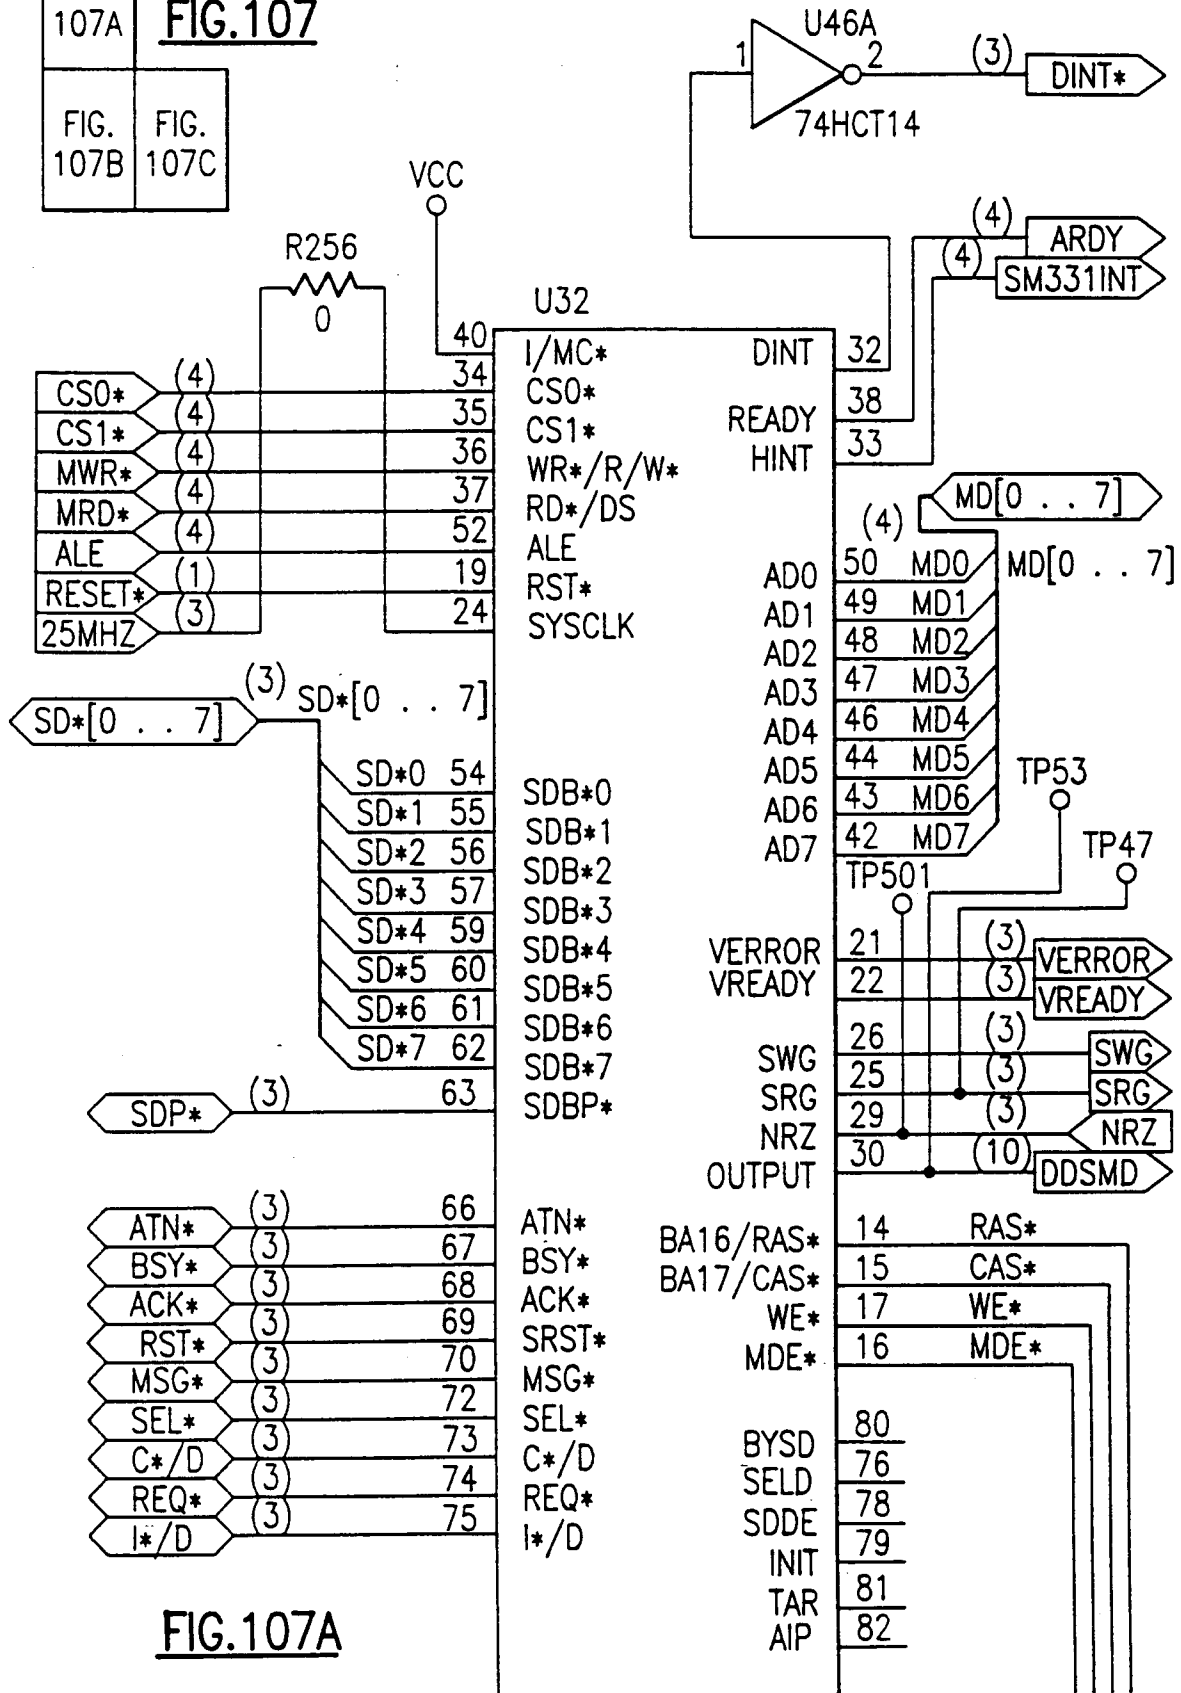 107A FIG.107
FIG. 107B
FIG. 107C
U46A
1 2 (3) DINT*
74HCT14
VCC
R256
0
(4) ARDY
(4) SM331INT
U32
40 I/MC*
CS0* (4) 34 CS0*
CS1* (4) 35 CS1*
MWR* (4) 36 WR*/R/W*
MRD* (4) 37 RD*/DS
ALE (4) 52 ALE
RESET* (1) 19 RST*
25MHZ (3) 24 SYSCLK
DINT 32
READY 38
HINT 33
MD[0 . . 7]
(4)
MD[0 . . 7]
AD0 50 MD0
AD1 49 MD1
AD2 48 MD2
AD3 47 MD3
AD4 46 MD4
AD5 44 MD5
AD6 43 MD6
AD7 42 MD7
SD*[0 . . 7] (3) SD*[0 . . 7]
SD*0 54 SDB*0
SD*1 55 SDB*1
SD*2 56 SDB*2
SD*3 57 SDB*3
SD*4 59 SDB*4
SD*5 60 SDB*5
SD*6 61 SDB*6
SD*7 62 SDB*7
SDP* (3) 63 SDBP*
TP53
TP47
TP501
VERROR 21 (3) VERROR
VREADY 22 (3) VREADY
SWG 26 (3) SWG
SRG 25 (3) SRG
NRZ 29 (3) NRZ
OUTPUT 30 (10) DDSMD
ATN* (3) 66 ATN*
BSY* (3) 67 BSY*
ACK* (3) 68 ACK*
RST* (3) 69 SRST*
MSG* (3) 70 MSG*
SEL* (3) 72 SEL*
C*/D (3) 73 C*/D
REQ* (3) 74 REQ*
I*/D (3) 75 I*/D
BA16/RAS* 14 RAS*
BA17/CAS* 15 CAS*
WE* 17 WE*
MDE* 16 MDE*
BYSD 80
SELD 76
SDDE 78
INIT 79
TAR 81
AIP 82
FIG.107A